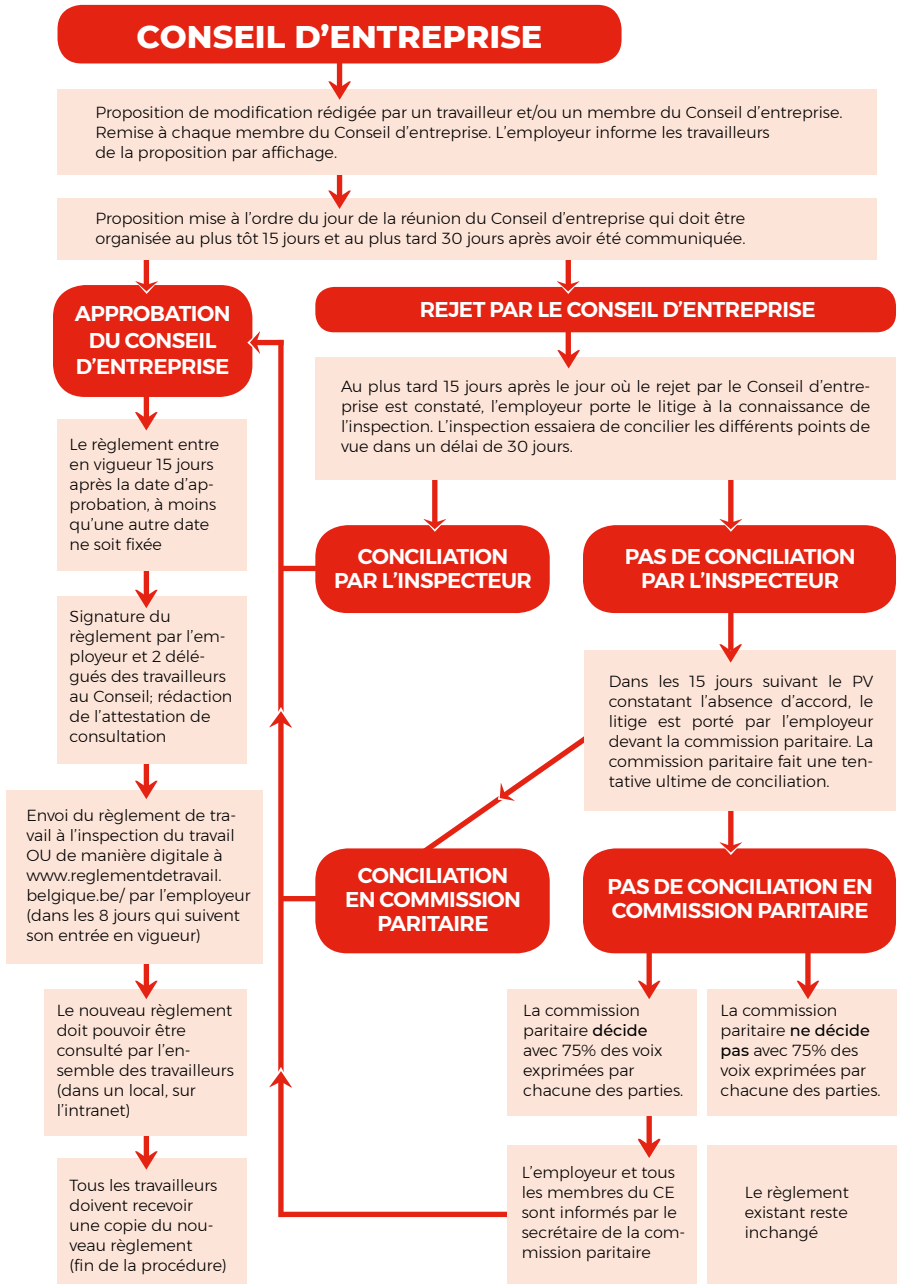 CONSEIL D'ENTREPRISE
Proposition de modification rédigée par un travailleur et/ou un membre du Conseil d'entreprise.
Remise à chaque membre du Conseil d'entreprise. L'employeur informe les travailleurs
de la proposition par affichage.
Proposition mise à l'ordre du jour de la réunion du Conseil d'entreprise qui doit être
organisée au plus tôt 15 jours et au plus tard 30 jours après avoir été communiquée.
APPROBATION
DU CONSEIL
D'ENTREPRISE
Le règlement entre
en vigueur 15 jours
après la date d'ap-
probation, à moins
qu'une autre date
ne soit fixée
Signature du
règlement par l'em-
ployeur et 2 délé-
gués des travailleurs
au Conseil; rédaction
de l'attestation de
consultation
Envoi du règlement de tra-
vail à l'inspection du travail
OU de manière digitale à
www.reglementdetravail.
belgique.be/ par l'employeur
(dans les 8 jours qui suivent
son entrée en vigueur)
Le nouveau règlement
doit pouvoir être
consulté par l'en-
semble des travailleurs
(dans un local, sur
l'intranet)
Tous les travailleurs
doivent recevoir
une copie du nou-
veau règlement
(fin de la procédure)
REJET PAR LE CONSEIL D'ENTREPRISE
Au plus tard 15 jours après le jour où le rejet par le Conseil d'entre-
prise est constaté, l'employeur porte le litige à la connaissance de
l'inspection. L'inspection essaiera de concilier les différents points de
vue dans un délai de 30 jours.
CONCILIATION
PAR L'INSPECTEUR
PAS DE CONCILIATION
PAR L'INSPECTEUR
Dans les 15 jours suivant le PV
constatant l'absence d'accord, le
litige est porté par l'employeur
devant la commission paritaire. La
commission paritaire fait une ten-
tative ultime de conciliation.
CONCILIATION
EN COMMISSION
PARITAIRE
PAS DE CONCILIATION EN
COMMISSION PARITAIRE
La commission
paritaire décide
avec 75% des voix
exprimées par
chacune des parties.
La commission
paritaire ne décide
pas avec 75% des
voix exprimées par
chacune des parties.
L'employeur et tous
les membres du CE
sont informés par le
secrétaire de la com-
mission paritaire
Le règlement
existant reste
inchangé